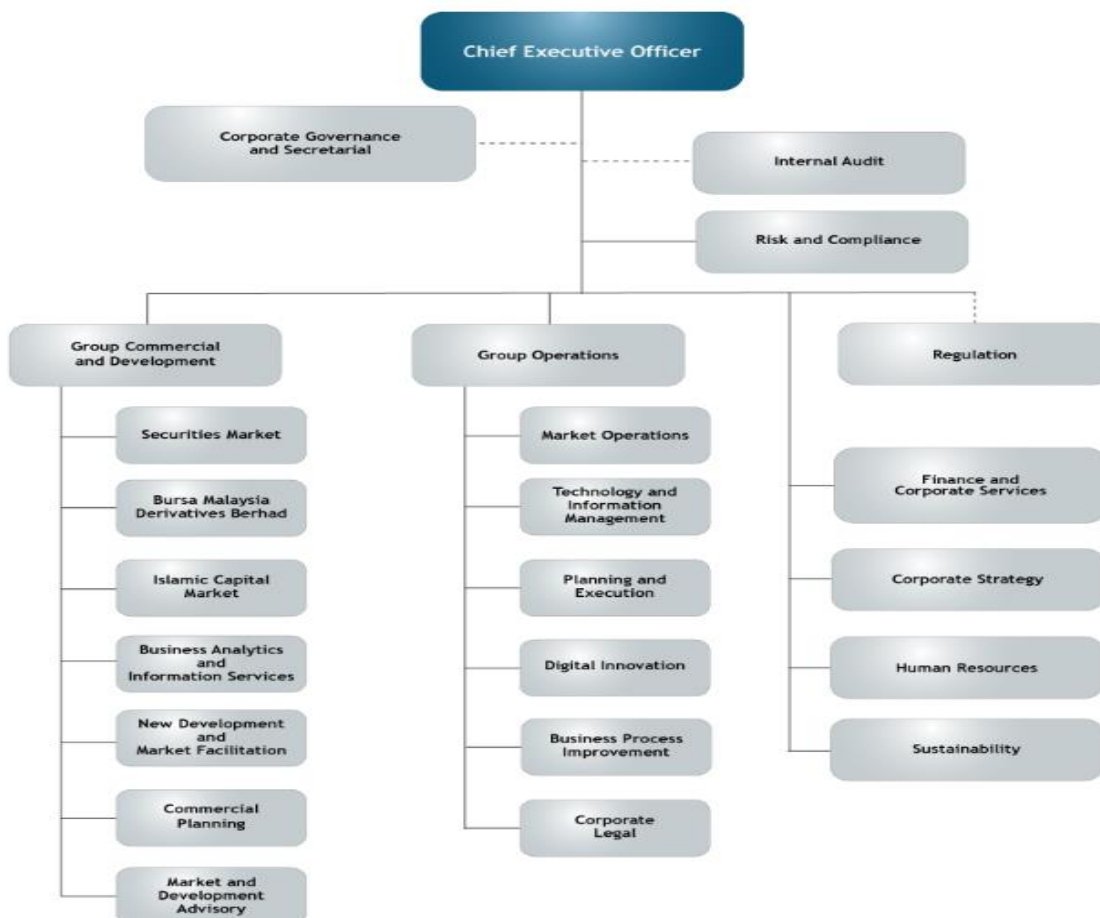 Chief Executive Officer
Corporate Governance
and Secretarial
Internal Audit
Risk and Compliance
Group Commercial
and Development
Group Operations
Regulation
Securities Market
Bursa Malaysia
Derivatives Berhad
Islamic Capital
Market
Business Analytics
and
Information Services
New Development
and
Market Facilitation
Commercial
Planning
Market and
Development
Advisory
Market Operations
Technology and
Information
Management
Planning and
Execution
Digital Innovation
Business Process
Improvement
Corporate
Legal
Finance and
Corporate Services
Corporate Strategy
Human Resources
Sustainability